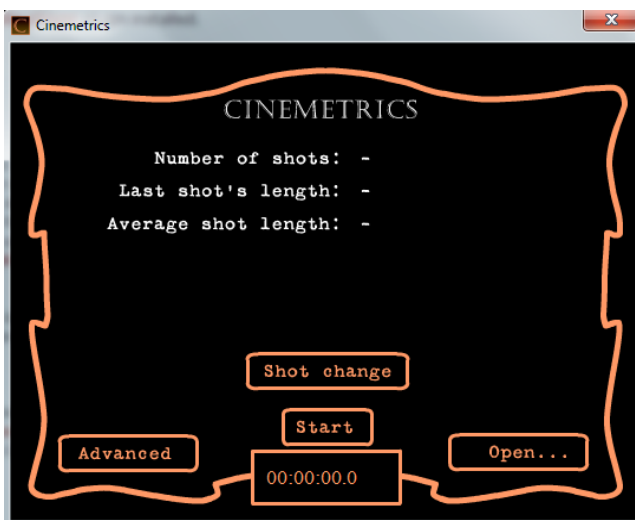 Cinemetrics
CINEMETRICS
Number of shots: -
Last shot's length: -
Average shot length: -
Shot change
Start
Advanced
Open...
00:00:00.0